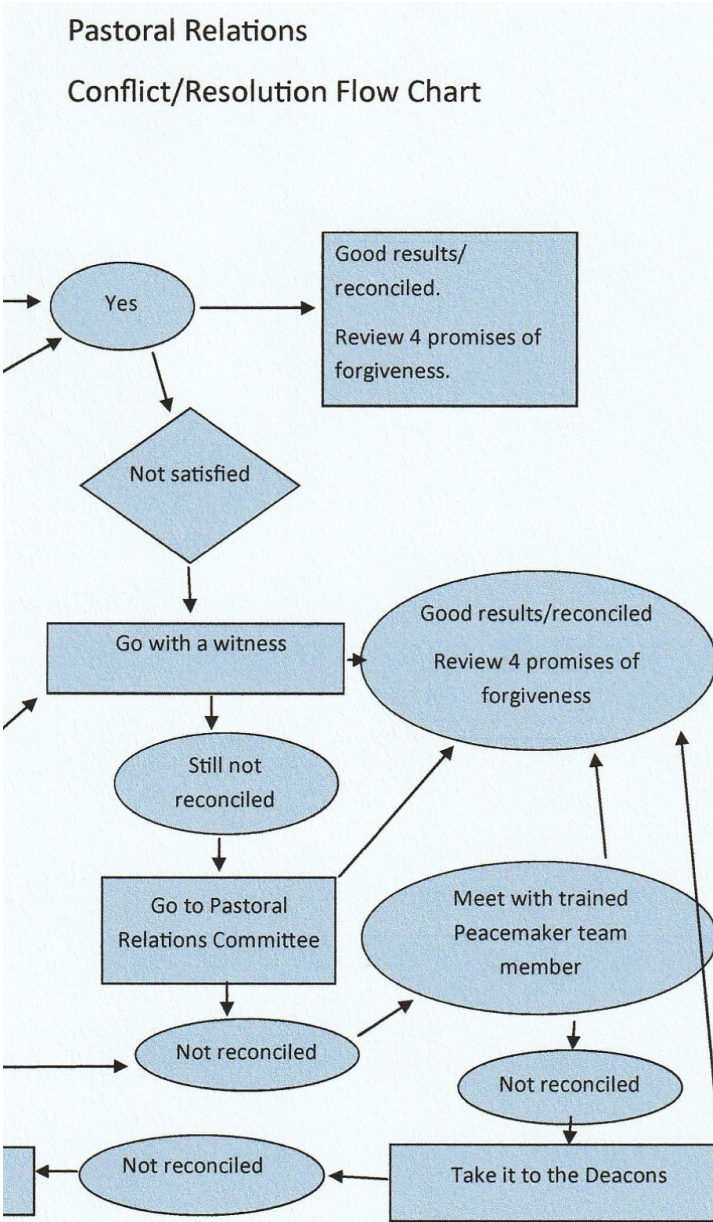 Pastoral Relations
Conflict/Resolution Flow Chart
Yes
Good results/
reconciled.
Review 4 promises of
forgiveness.
Not satisfied
Go with a witness
Good results/reconciled
Review 4 promises of
forgiveness
Still not
reconciled
Go to Pastoral
Relations Committee
Meet with trained
Peacemaker team
member
Not reconciled
Not reconciled
Take it to the Deacons
Not reconciled